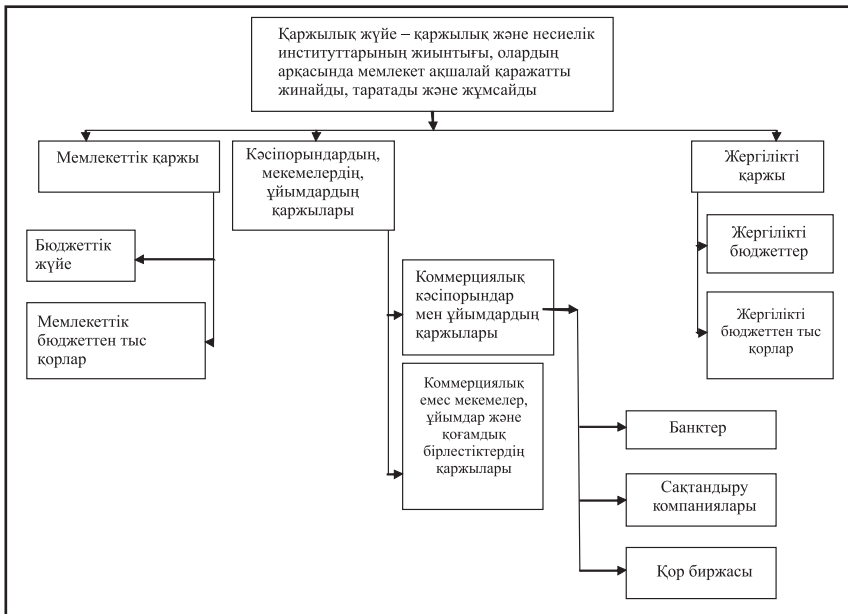 Қаржылық жүйе – қаржылық және несиелік
институттарының жиынтығы, олардың
арқасында мемлекет ақшалай қаражатты
жинайды, таратады және жұмсайды
Мемлекеттік қаржы
Кәсіпорындардың,
мекемелердің,
ұйымдардың
қаржылары
Жергілікті
қаржы
Бюджеттік
жүйе
Мемлекеттік
бюджеттен тыс
қорлар
Коммерциялық
кәсіпорындар
мен ұйымдардың
қаржылары
Коммерциялық
емес мекемелер,
ұйымдар және
қоғамдық
бірлестіктердің
қаржылары
Жергілікті
бюджеттер
Жергілікті
бюджеттен тыс
қорлар
Банктер
Сақтандыру
компаниялары
Қор биржасы